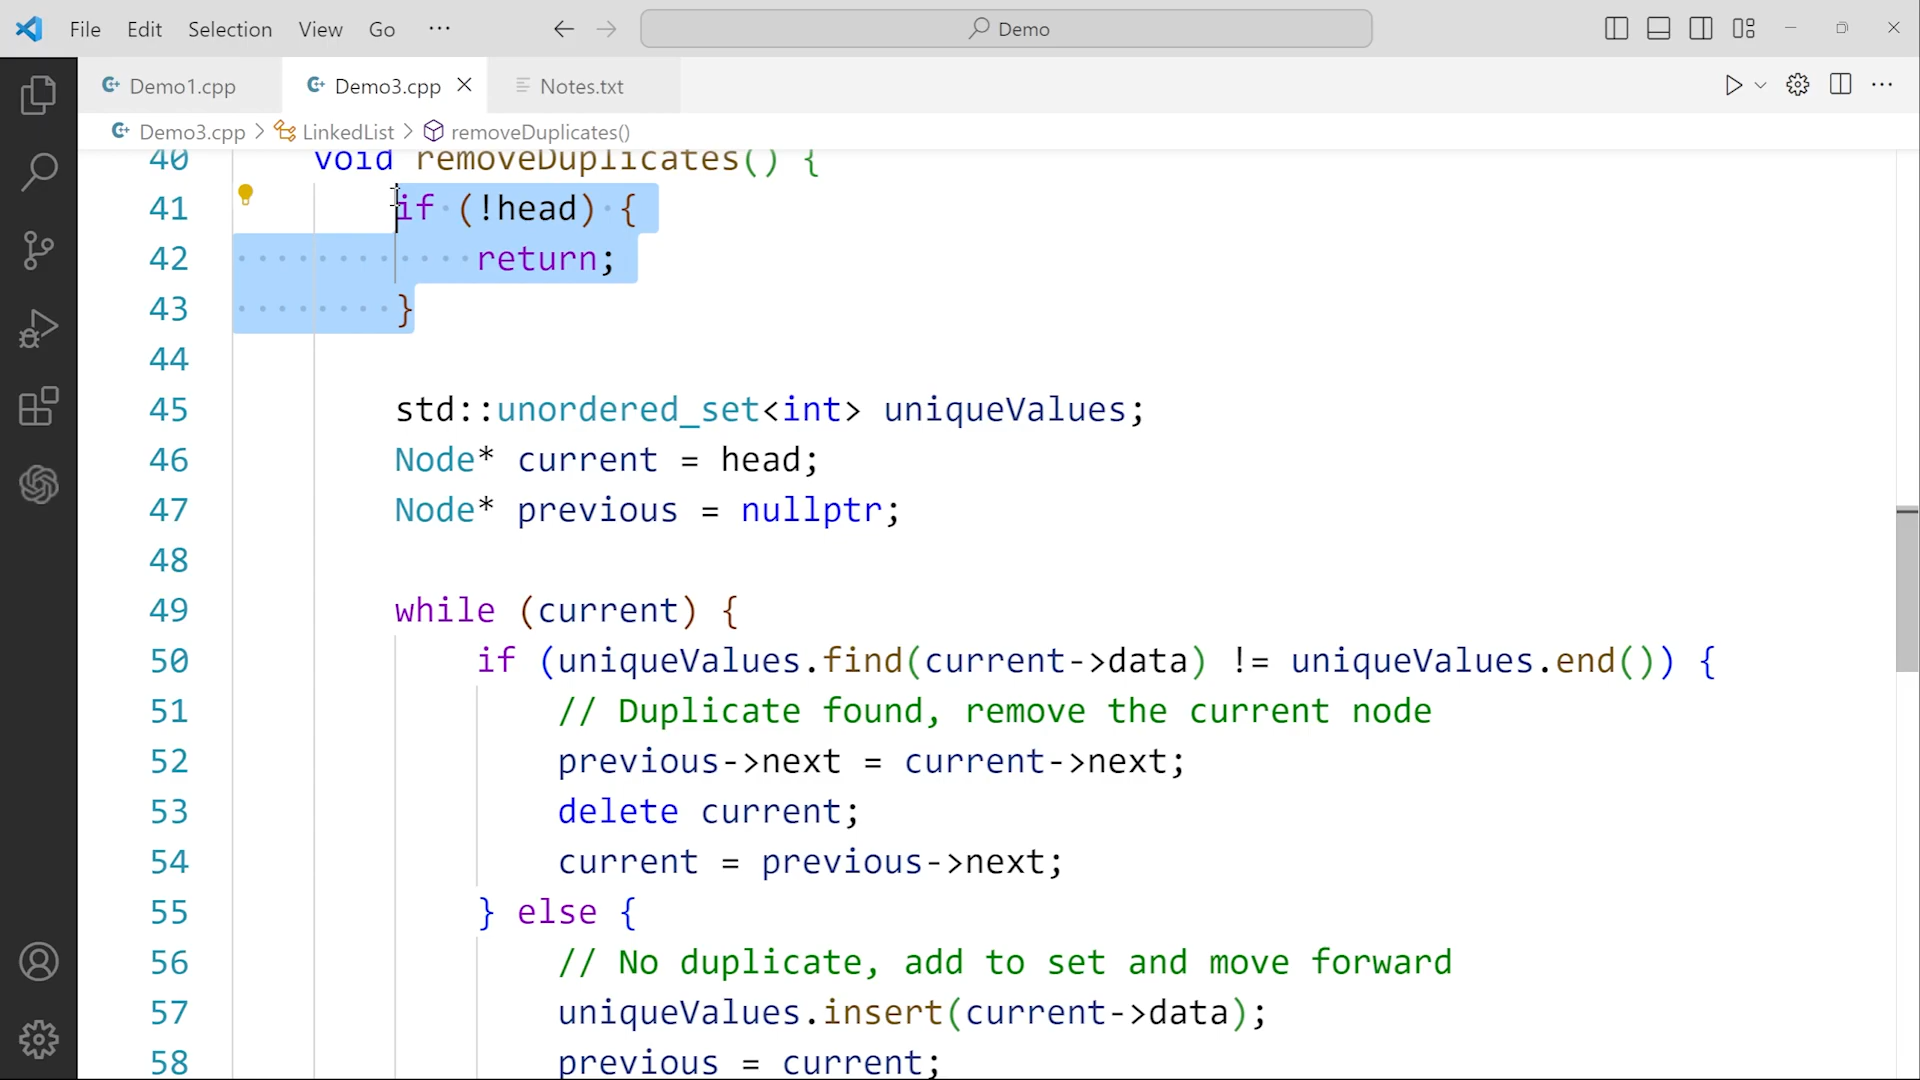 File Edit Selection View Go ··· Demo
Demo1.cpp Demo3.cpp Notes.txt
Demo3.cpp > LinkedList > removeDuplicates()
40 void removeDuplicates() {
41 if (!head) {
42 return;
43 }
44
45 std::unordered_set<int> uniqueValues;
46 Node* current = head;
47 Node* previous = nullptr;
48
49 while (current) {
50 if (uniqueValues.find(current->data) != uniqueValues.end()) {
51 // Duplicate found, remove the current node
52 previous->next = current->next;
53 delete current;
54 current = previous->next;
55 } else {
56 // No duplicate, add to set and move forward
57 uniqueValues.insert(current->data);
58 previous = current;